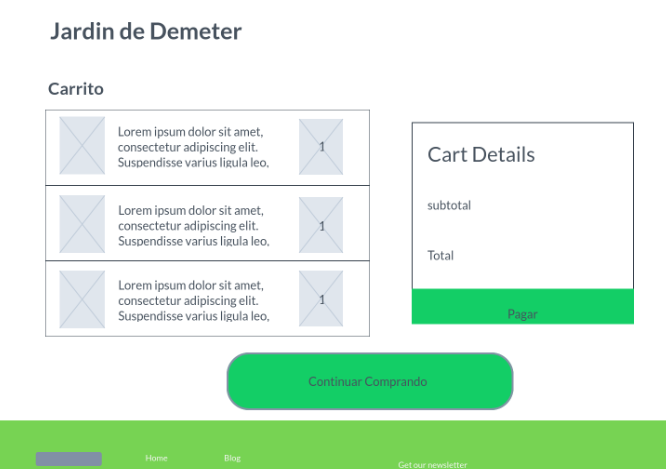 Jardin de Demeter
Carrito
Lorem ipsum dolor sit amet,
consectetur adipiscing elit.
Suspendisse varius ligula leo,
1
Lorem ipsum dolor sit amet,
consectetur adipiscing elit.
Suspendisse varius ligula leo,
1
Lorem ipsum dolor sit amet,
consectetur adipiscing elit.
Suspendisse varius ligula leo,
1
Cart Details
subtotal
Total
Pagar
Continuar Comprando
Home
Blog
Get our newsletter